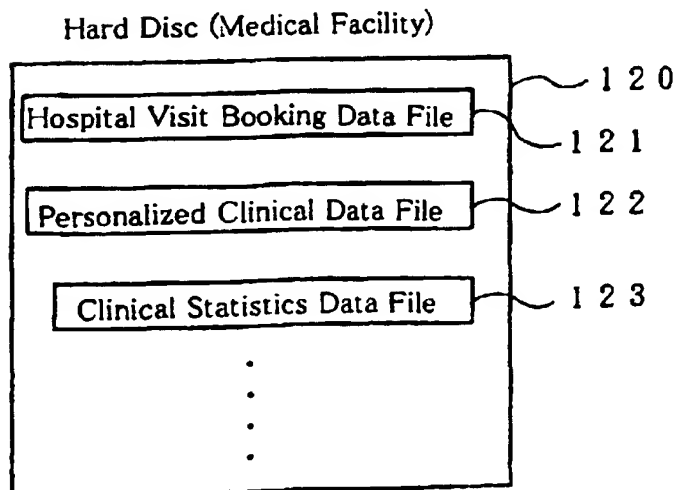 Hard Disc (Medical Facility)
120
Hospital Visit Booking Data File
121
Personalized Clinical Data File
122
Clinical Statistics Data File
123